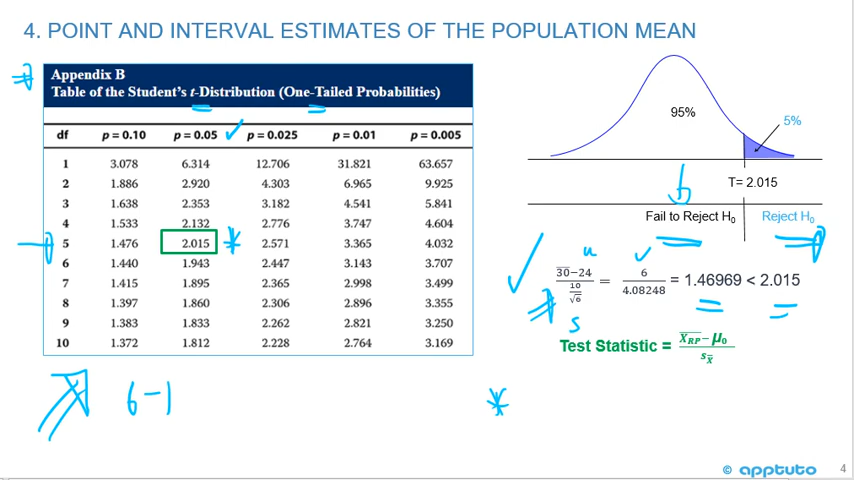 4. POINT AND INTERVAL ESTIMATES OF THE POPULATION MEAN
Appendix B
Table of the Student's t-Distribution (One-Tailed Probabilities)
df p = 0.10 p = 0.05 p = 0.025 p = 0.01 p = 0.005
1 3.078 6.314 12.706 31.821 63.657
2 1.886 2.920 4.303 6.965 9.925
3 1.638 2.353 3.182 4.541 5.841
4 1.533 2.132 2.776 3.747 4.604
5 1.476 2.015 2.571 3.365 4.032
6 1.440 1.943 2.447 3.143 3.707
7 1.415 1.895 2.365 2.998 3.499
8 1.397 1.860 2.306 2.896 3.355
9 1.383 1.833 2.262 2.821 3.250
10 1.372 1.812 2.228 2.764 3.169
6-1
95%
5%
T= 2.015
Fail to Reject H₀ Reject H₀
u
30−24 / (10/√6) = 6/4.08248 = 1.46969 < 2.015
s
Test Statistic = (X̄_RP − μ₀) / s_X̄
© apptuto
4